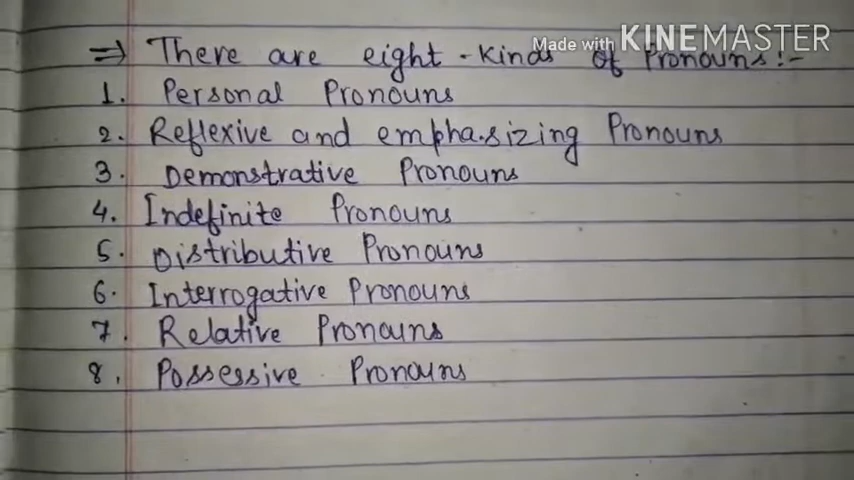 Made with KINEMASTER
⇒ There are eight - Kinds of Pronouns :-
1. Personal Pronouns
2. Reflexive and emphasizing Pronouns
3. Demonstrative Pronouns
4. Indefinite Pronouns
5. Distributive Pronouns
6. Interrogative Pronouns
7. Relative Pronouns
8. Possessive Pronouns